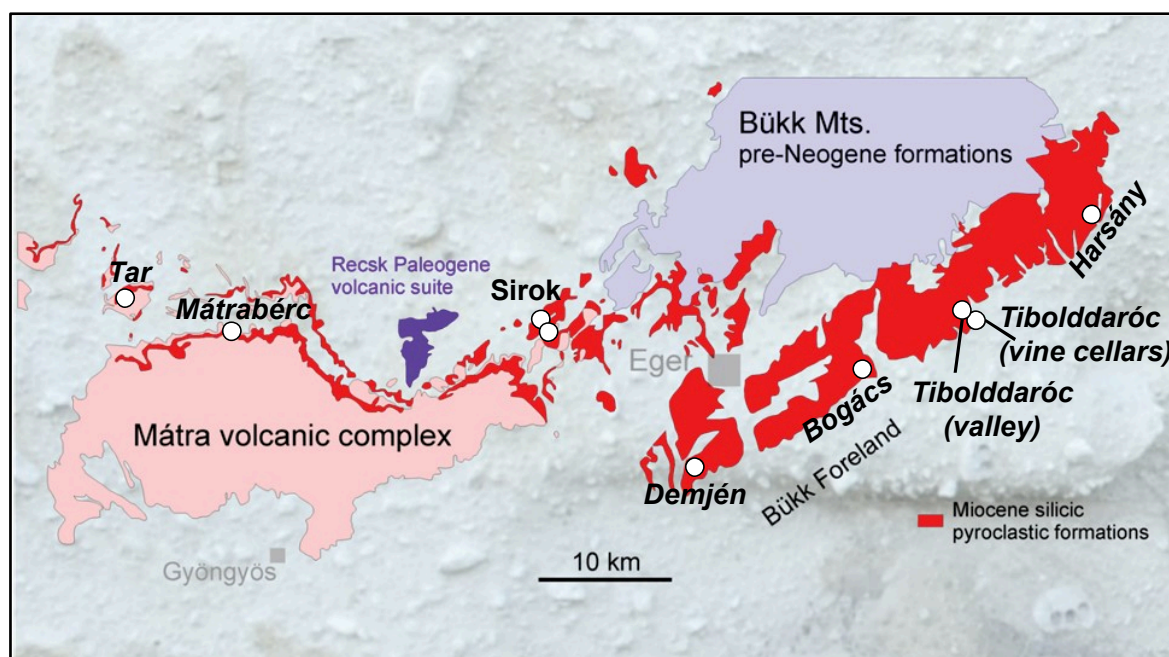 Bükk Mts.
pre-Neogene formations
Harsány
Tar
Recsk Paleogene
volcanic suite
Mátrabérc
Sirok
Tibolddaróc
(vine cellars)
Eger
Bogács
Tibolddaróc
(valley)
Mátra volcanic complex
Demjén
Bükk Foreland
Miocene silicic
pyroclastic formations
10 km
Gyöngyös